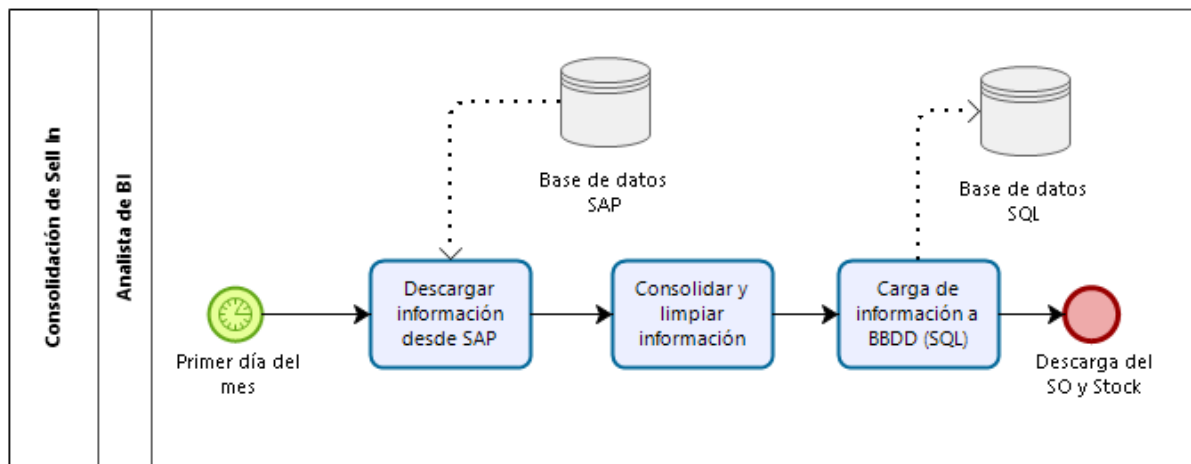 Consolidación de Sell In
Analista de BI
Base de datos
SAP
Base de datos
SQL
Descargar
información
desde SAP
Consolidar y
limpiar
información
Carga de
información a
BBDD (SQL)
Primer día del
mes
Descarga del
SO y Stock